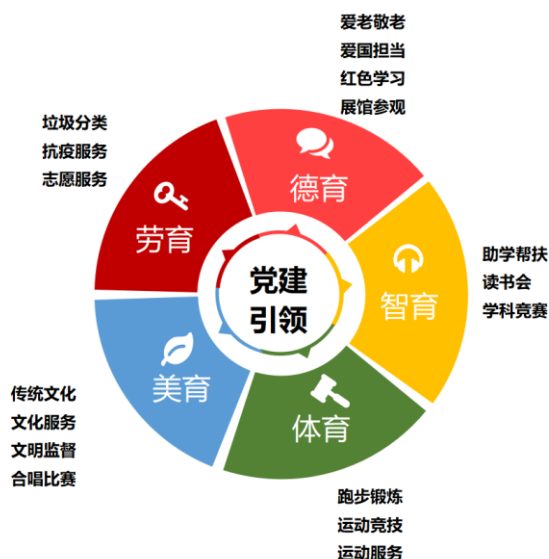 爱老敬老
爱国担当
红色学习
展馆参观
德育
垃圾分类
抗疫服务
志愿服务
劳育
助学帮扶
读书会
学科竞赛
智育
党建
引领
传统文化
文化服务
文明监督
合唱比赛
美育
体育
跑步锻炼
运动竞技
运动服务